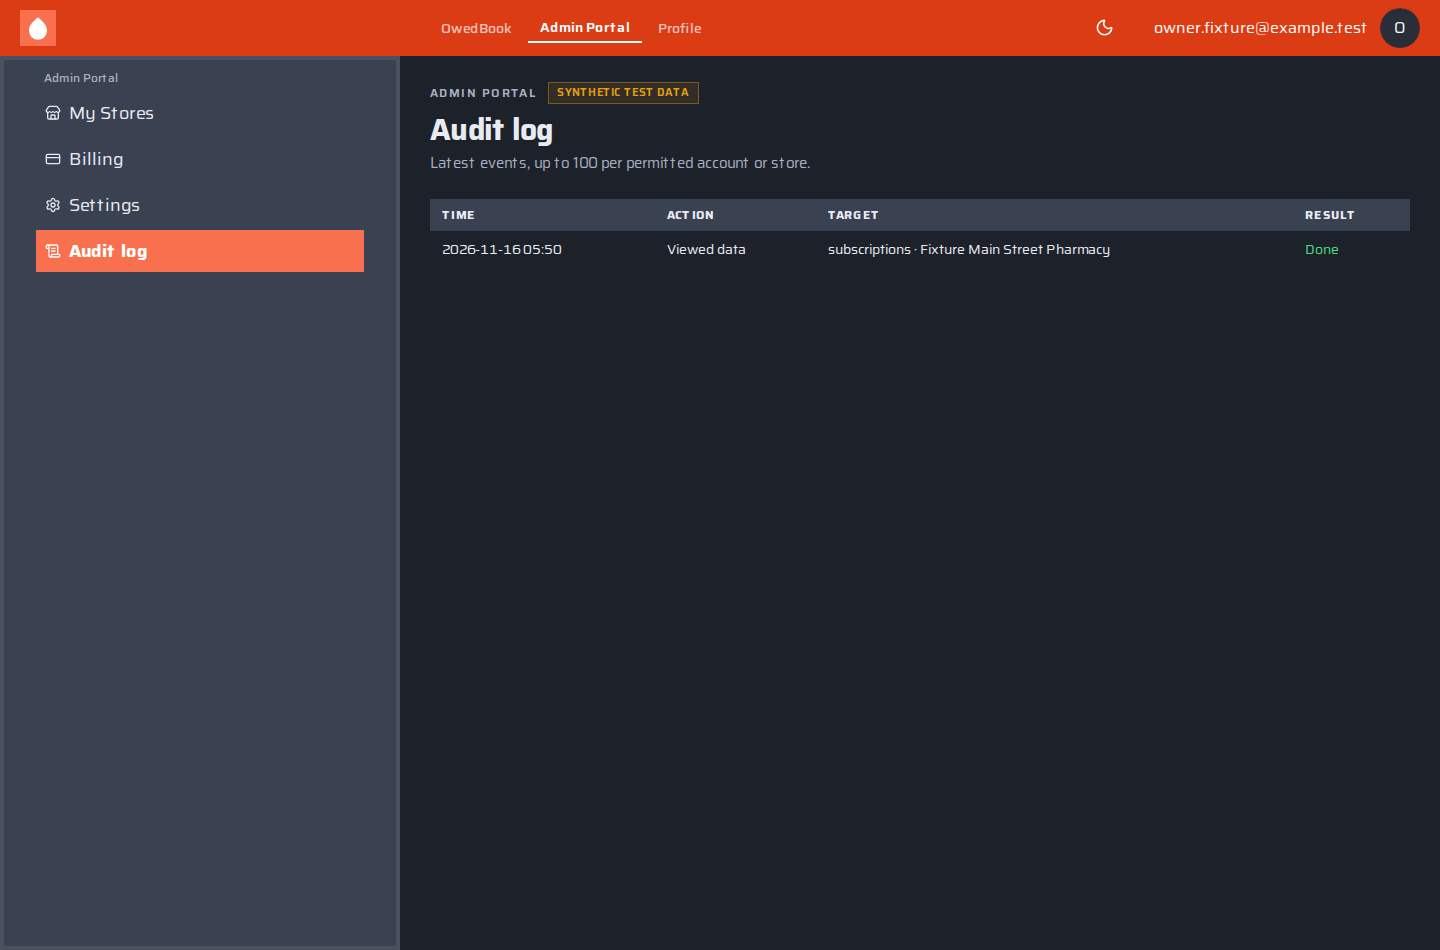 OwedBook Admin Portal Profile owner.fixture@example.test O
Admin Portal
My Stores
Billing
Settings
Audit log
ADMIN PORTAL SYNTHETIC TEST DATA
Audit log
Latest events, up to 100 per permitted account or store.
TIME ACTION TARGET RESULT
2026-11-16 05:50 Viewed data subscriptions · Fixture Main Street Pharmacy Done